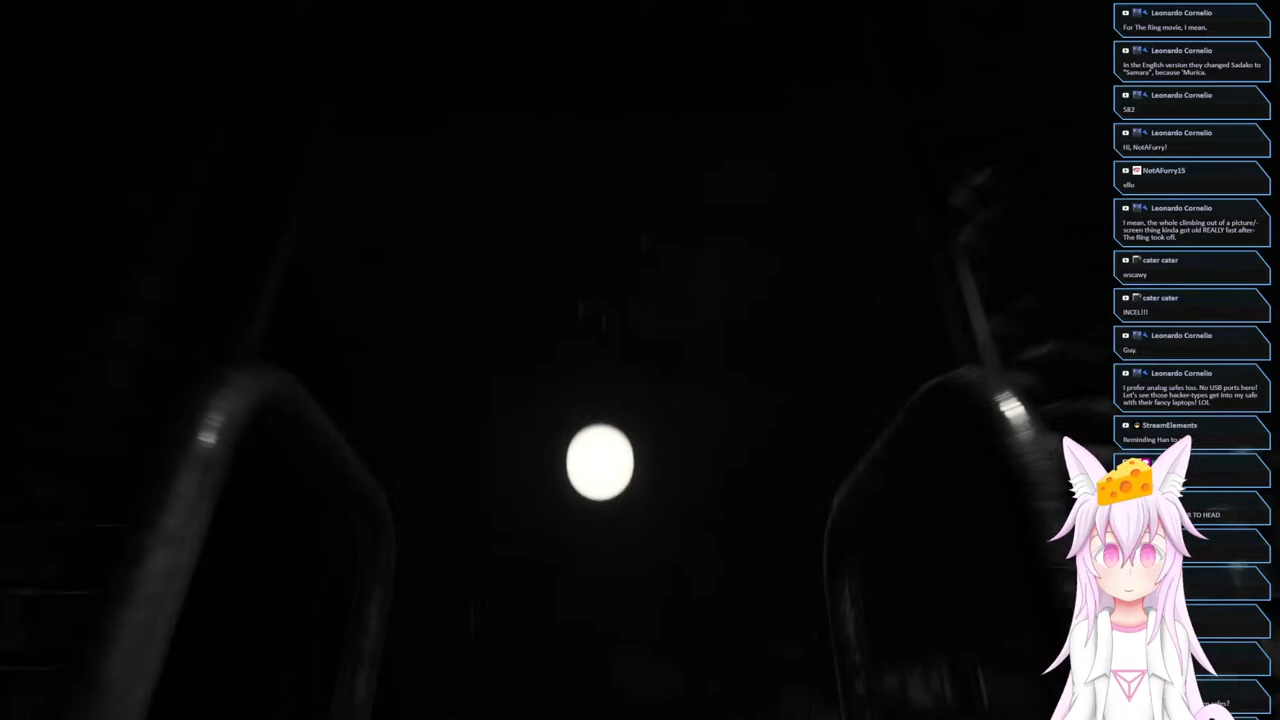 Leonardo Cornelio
For The Ring movie, I mean.
Leonardo Cornelio
In the English version they changed Sadako to
"Samara", because 'Murica.
Leonardo Cornelio
582
Leonardo Cornelio
Hi, NotAFurry!
NotAFurry15
ello
Leonardo Cornelio
I mean, the whole climbing out of a picture/-
screen thing kinda got old REALLY fast after-
The Ring took off.
cater cater
wscawy
cater cater
INCEL!!!
Leonardo Cornelio
Guy.
Leonardo Cornelio
I prefer analog safes too. No USB ports here!
Let's see those hacker-types get into my safe
with their fancy laptops! LOL
StreamElements
Reminding Han to
TO HEAD